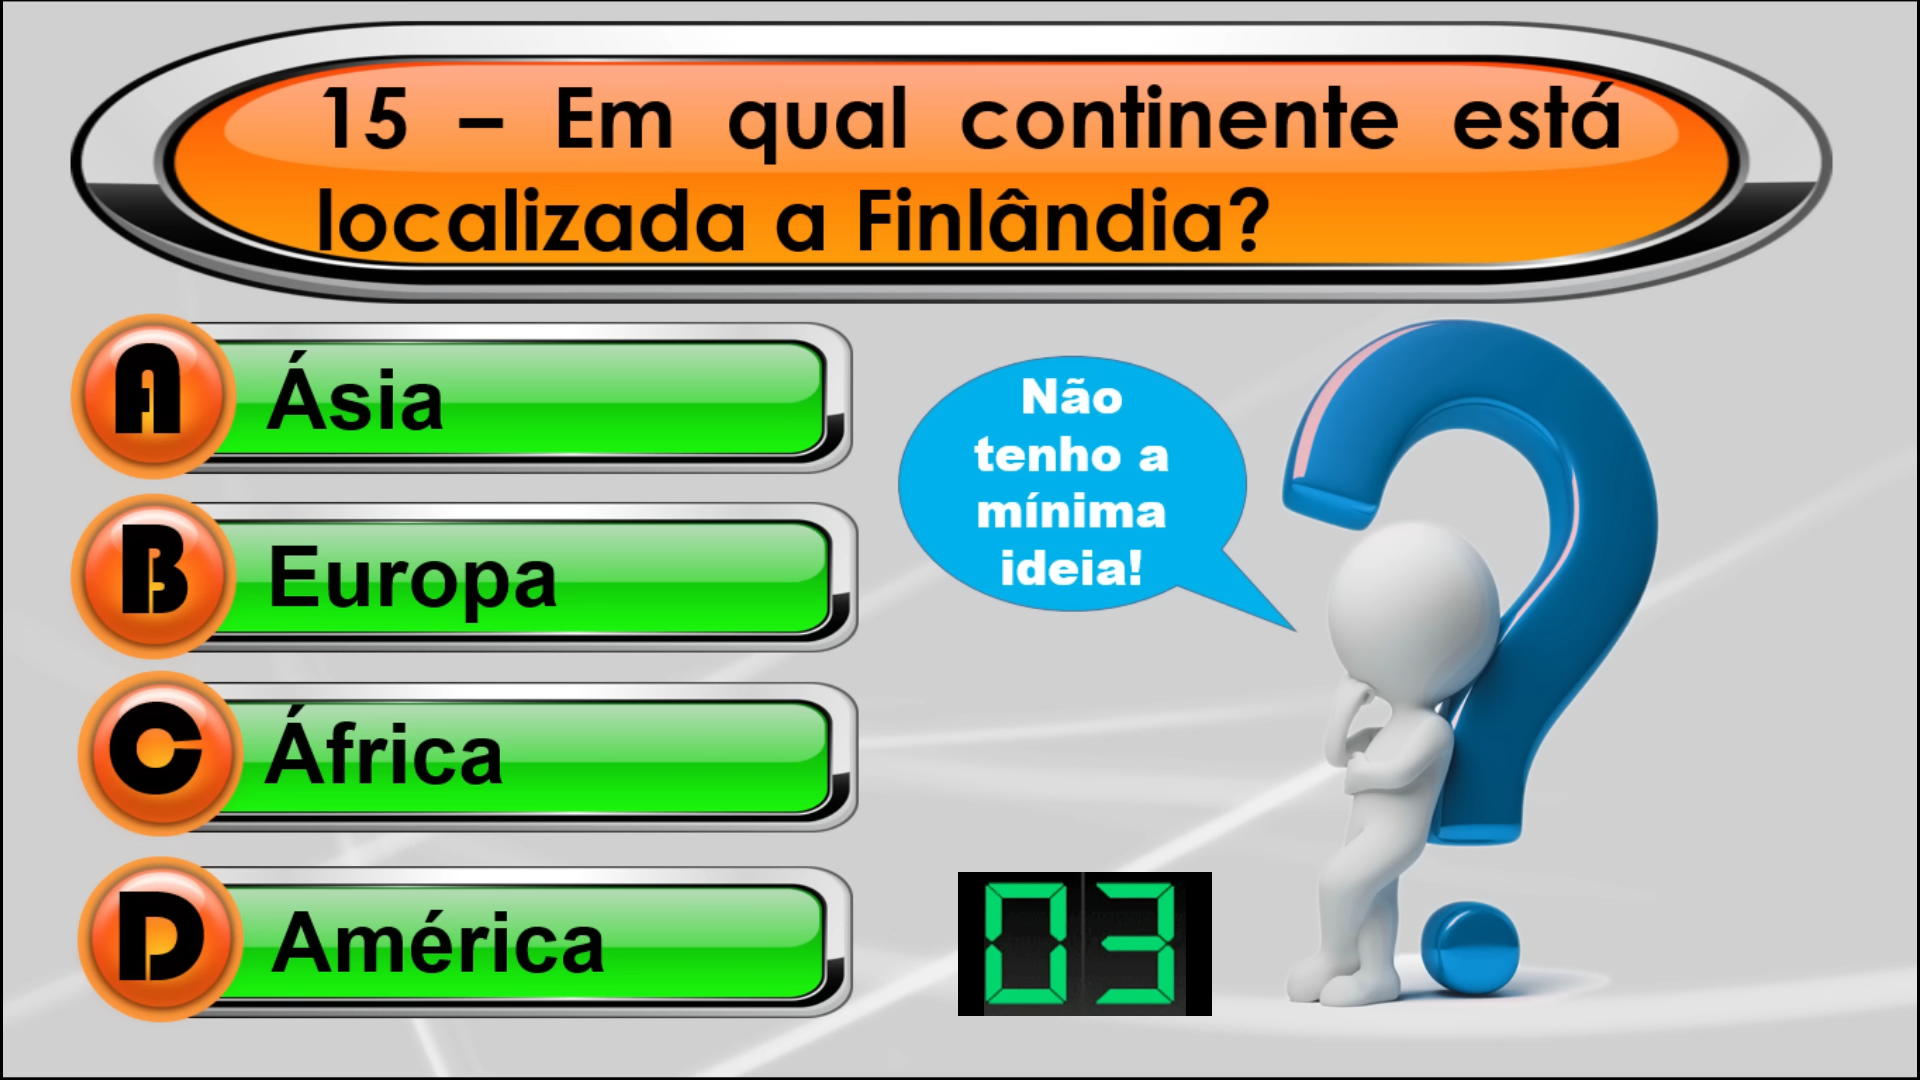 15 – Em qual continente está
localizada a Finlândia?
A Ásia
B Europa
C África
D América
Não
tenho a
mínima
ideia!
03